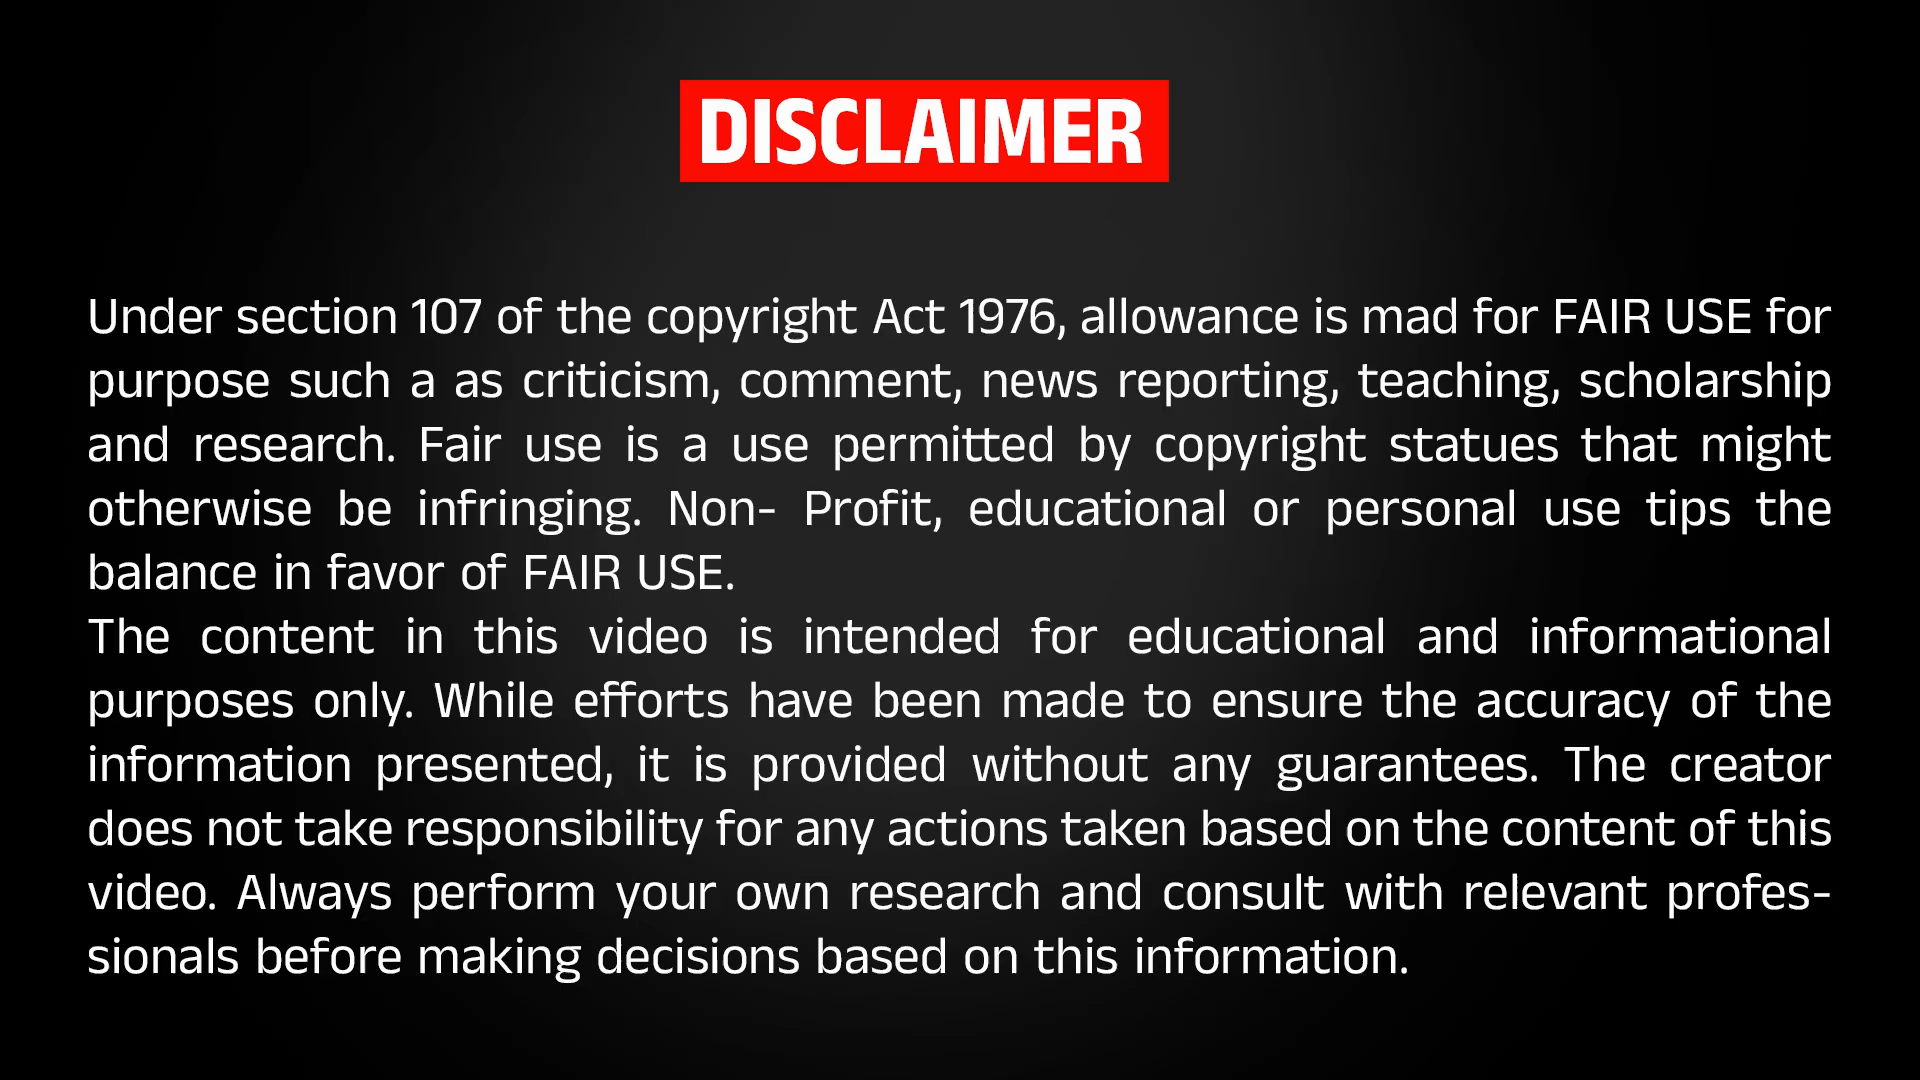 DISCLAIMER
Under section 107 of the copyright Act 1976, allowance is mad for FAIR USE for
purpose such a as criticism, comment, news reporting, teaching, scholarship
and research. Fair use is a use permitted by copyright statues that might
otherwise be infringing. Non- Profit, educational or personal use tips the
balance in favor of FAIR USE.
The content in this video is intended for educational and informational
purposes only. While efforts have been made to ensure the accuracy of the
information presented, it is provided without any guarantees. The creator
does not take responsibility for any actions taken based on the content of this
video. Always perform your own research and consult with relevant profes-
sionals before making decisions based on this information.